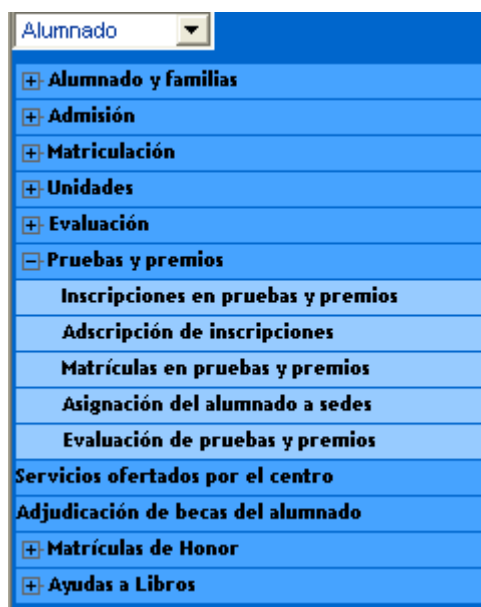 Alumnado
Alumnado y familias
Admisión
Matriculación
Unidades
Evaluación
Pruebas y premios
Inscripciones en pruebas y premios
Adscripción de inscripciones
Matrículas en pruebas y premios
Asignación del alumnado a sedes
Evaluación de pruebas y premios
Servicios ofertados por el centro
Adjudicación de becas del alumnado
Matrículas de Honor
Ayudas a Libros